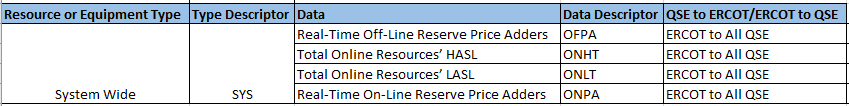 Resource or Equipment Type Type Descriptor Data Data Descriptor QSE to ERCOT/ERCOT to QSE
Real-Time Off-Line Reserve Price Adders OFPA ERCOT to All QSE
Total Online Resources' HASL ONHT ERCOT to All QSE
Total Online Resources' LASL ONLT ERCOT to All QSE
System Wide SYS Real-Time On-Line Reserve Price Adders ONPA ERCOT to All QSE